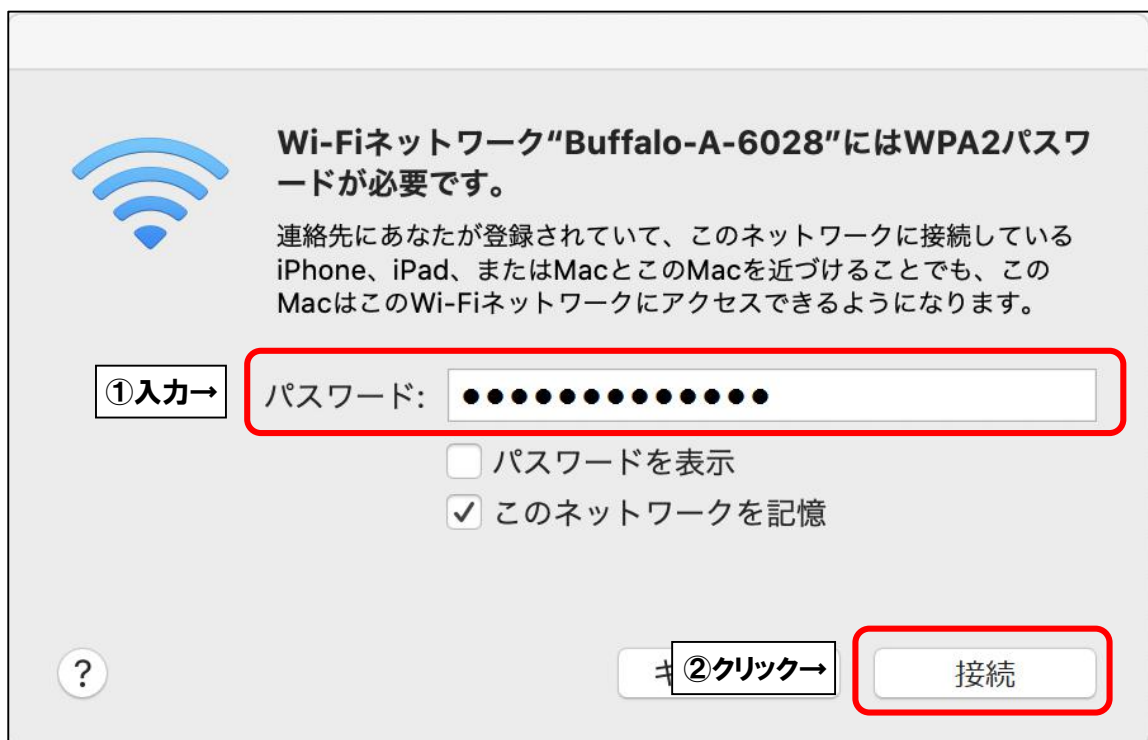 Wi-Fiネットワーク“Buffalo-A-6028”にはWPA2パスワ
ードが必要です。
連絡先にあなたが登録されていて、このネットワークに接続している
iPhone、iPad、またはMacとこのMacを近づけることでも、この
MacはこのWi-Fiネットワークにアクセスできるようになります。
①入力→ パスワード: ●●●●●●●●●●●●●
パスワードを表示
このネットワークを記憶
? キ ②クリック→ 接続